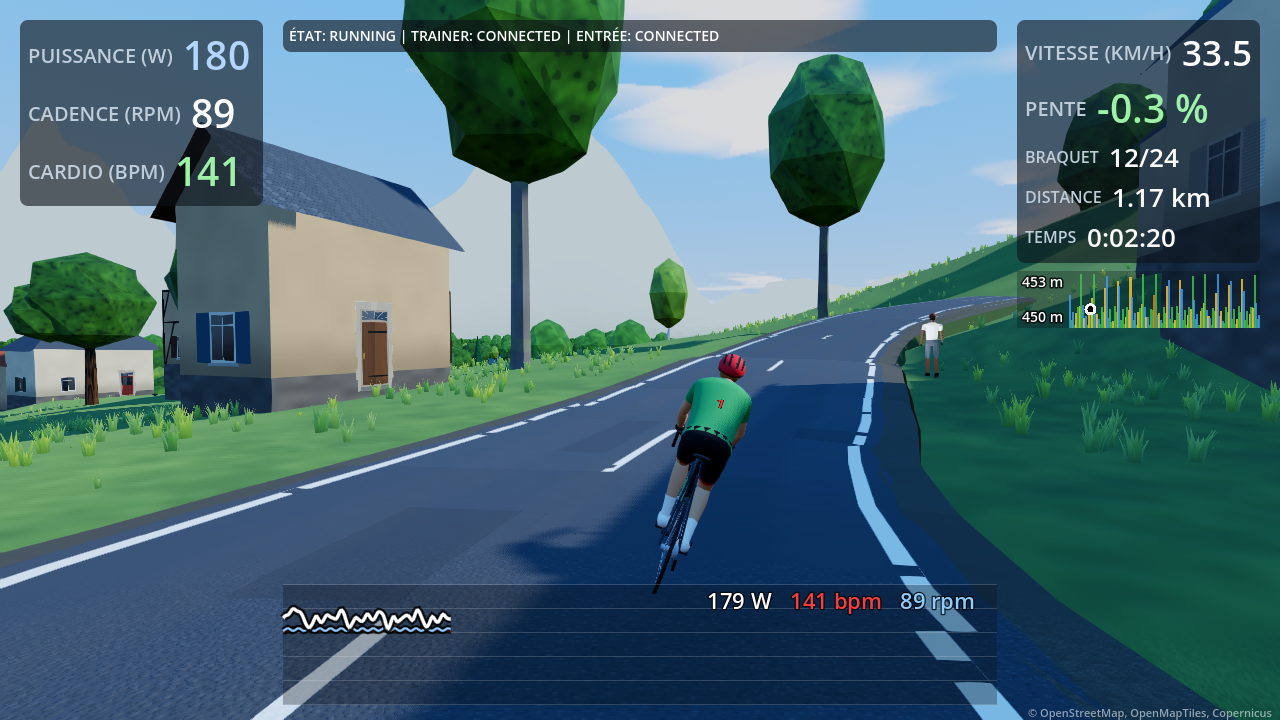 PUISSANCE (W) 180
CADENCE (RPM) 89
CARDIO (BPM) 141
ÉTAT: RUNNING | TRAINER: CONNECTED | ENTRÉE: CONNECTED
VITESSE (KM/H) 33.5
PENTE -0.3 %
BRAQUET 12/24
DISTANCE 1.17 km
TEMPS 0:02:20
453 m
450 m
179 W 141 bpm 89 rpm
© OpenStreetMap, OpenMapTiles, Copernicus